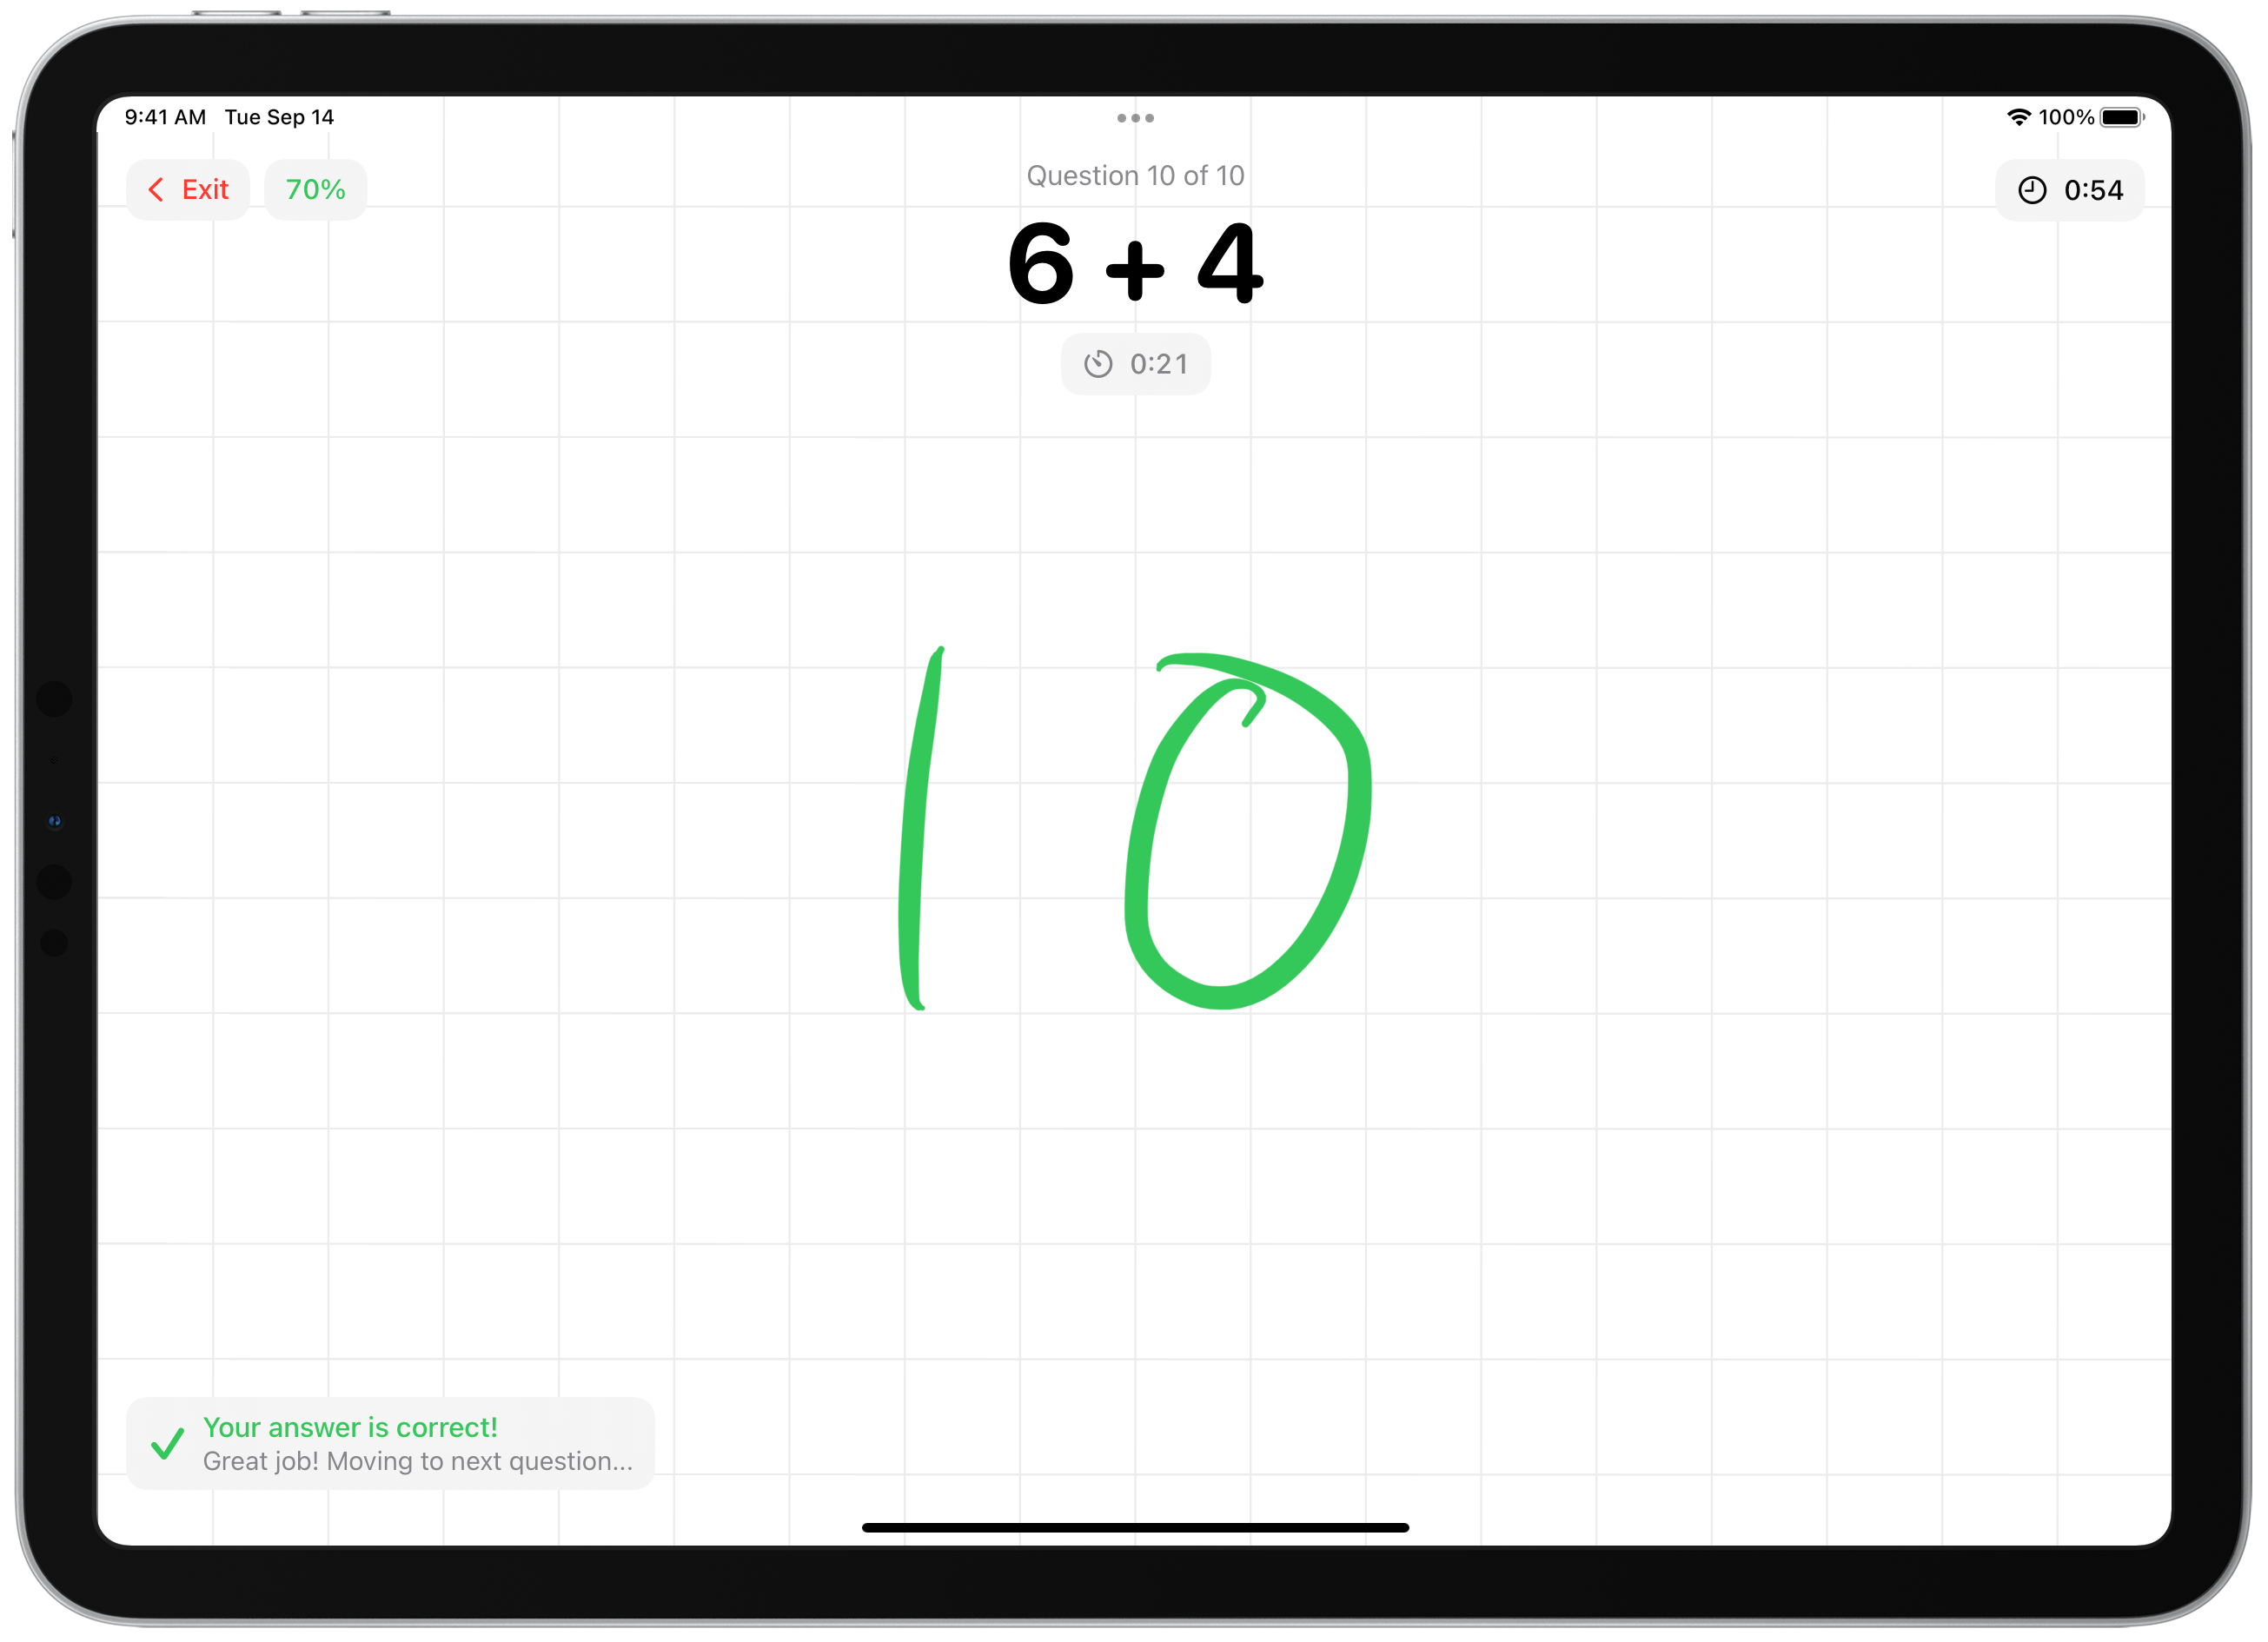 9:41 AM Tue Sep 14 100%
Exit 70% Question 10 of 10 0:54
6 + 4
0:21
10
Your answer is correct!
Great job! Moving to next question...